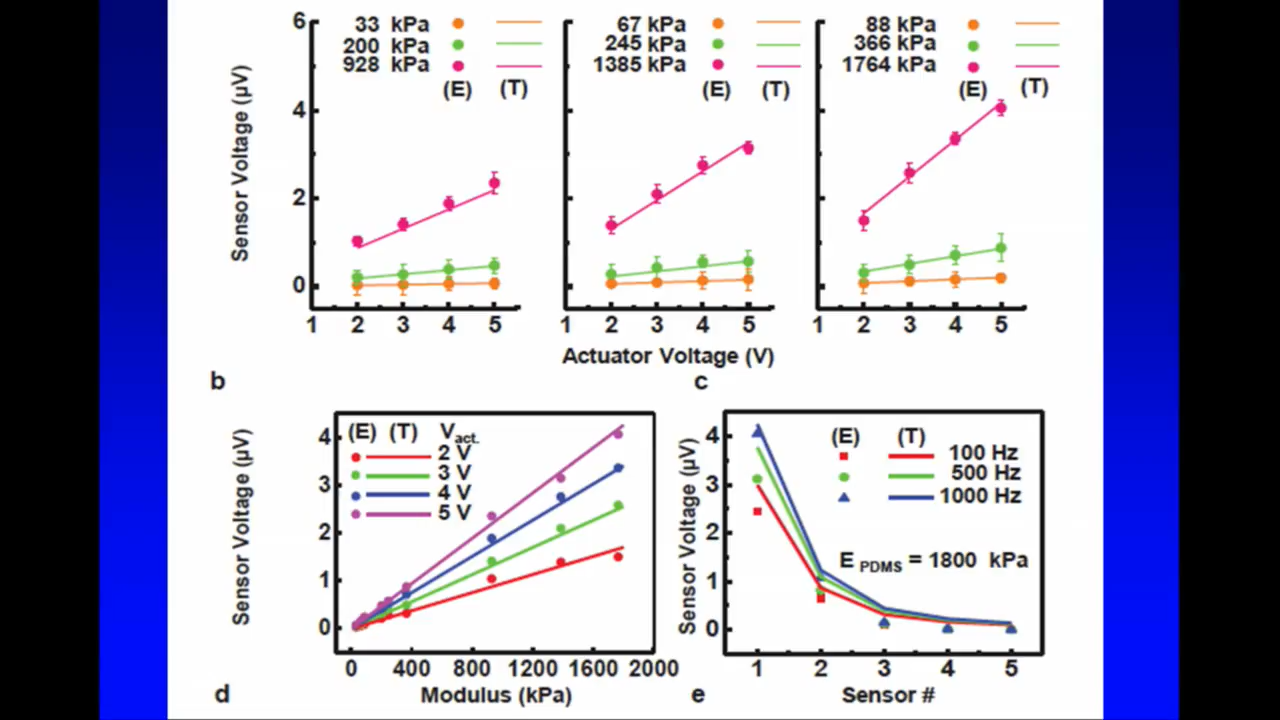 6
4
2
0
Sensor Voltage (µV)
33 kPa
200 kPa
928 kPa
(E) (T)
1 2 3 4 5
67 kPa
245 kPa
1385 kPa
(E) (T)
1 2 3 4 5
88 kPa
366 kPa
1764 kPa
(E) (T)
1 2 3 4 5
Actuator Voltage (V)
b
c
Sensor Voltage (µV)
4
3
2
1
0
(E) (T) Vact.
2 V
3 V
4 V
5 V
0 400 800 1200 1600 2000
Modulus (kPa)
Sensor Voltage (µV)
4
3
2
1
0
(E) (T)
100 Hz
500 Hz
1000 Hz
E PDMS = 1800 kPa
1 2 3 4 5
Sensor #
d
e